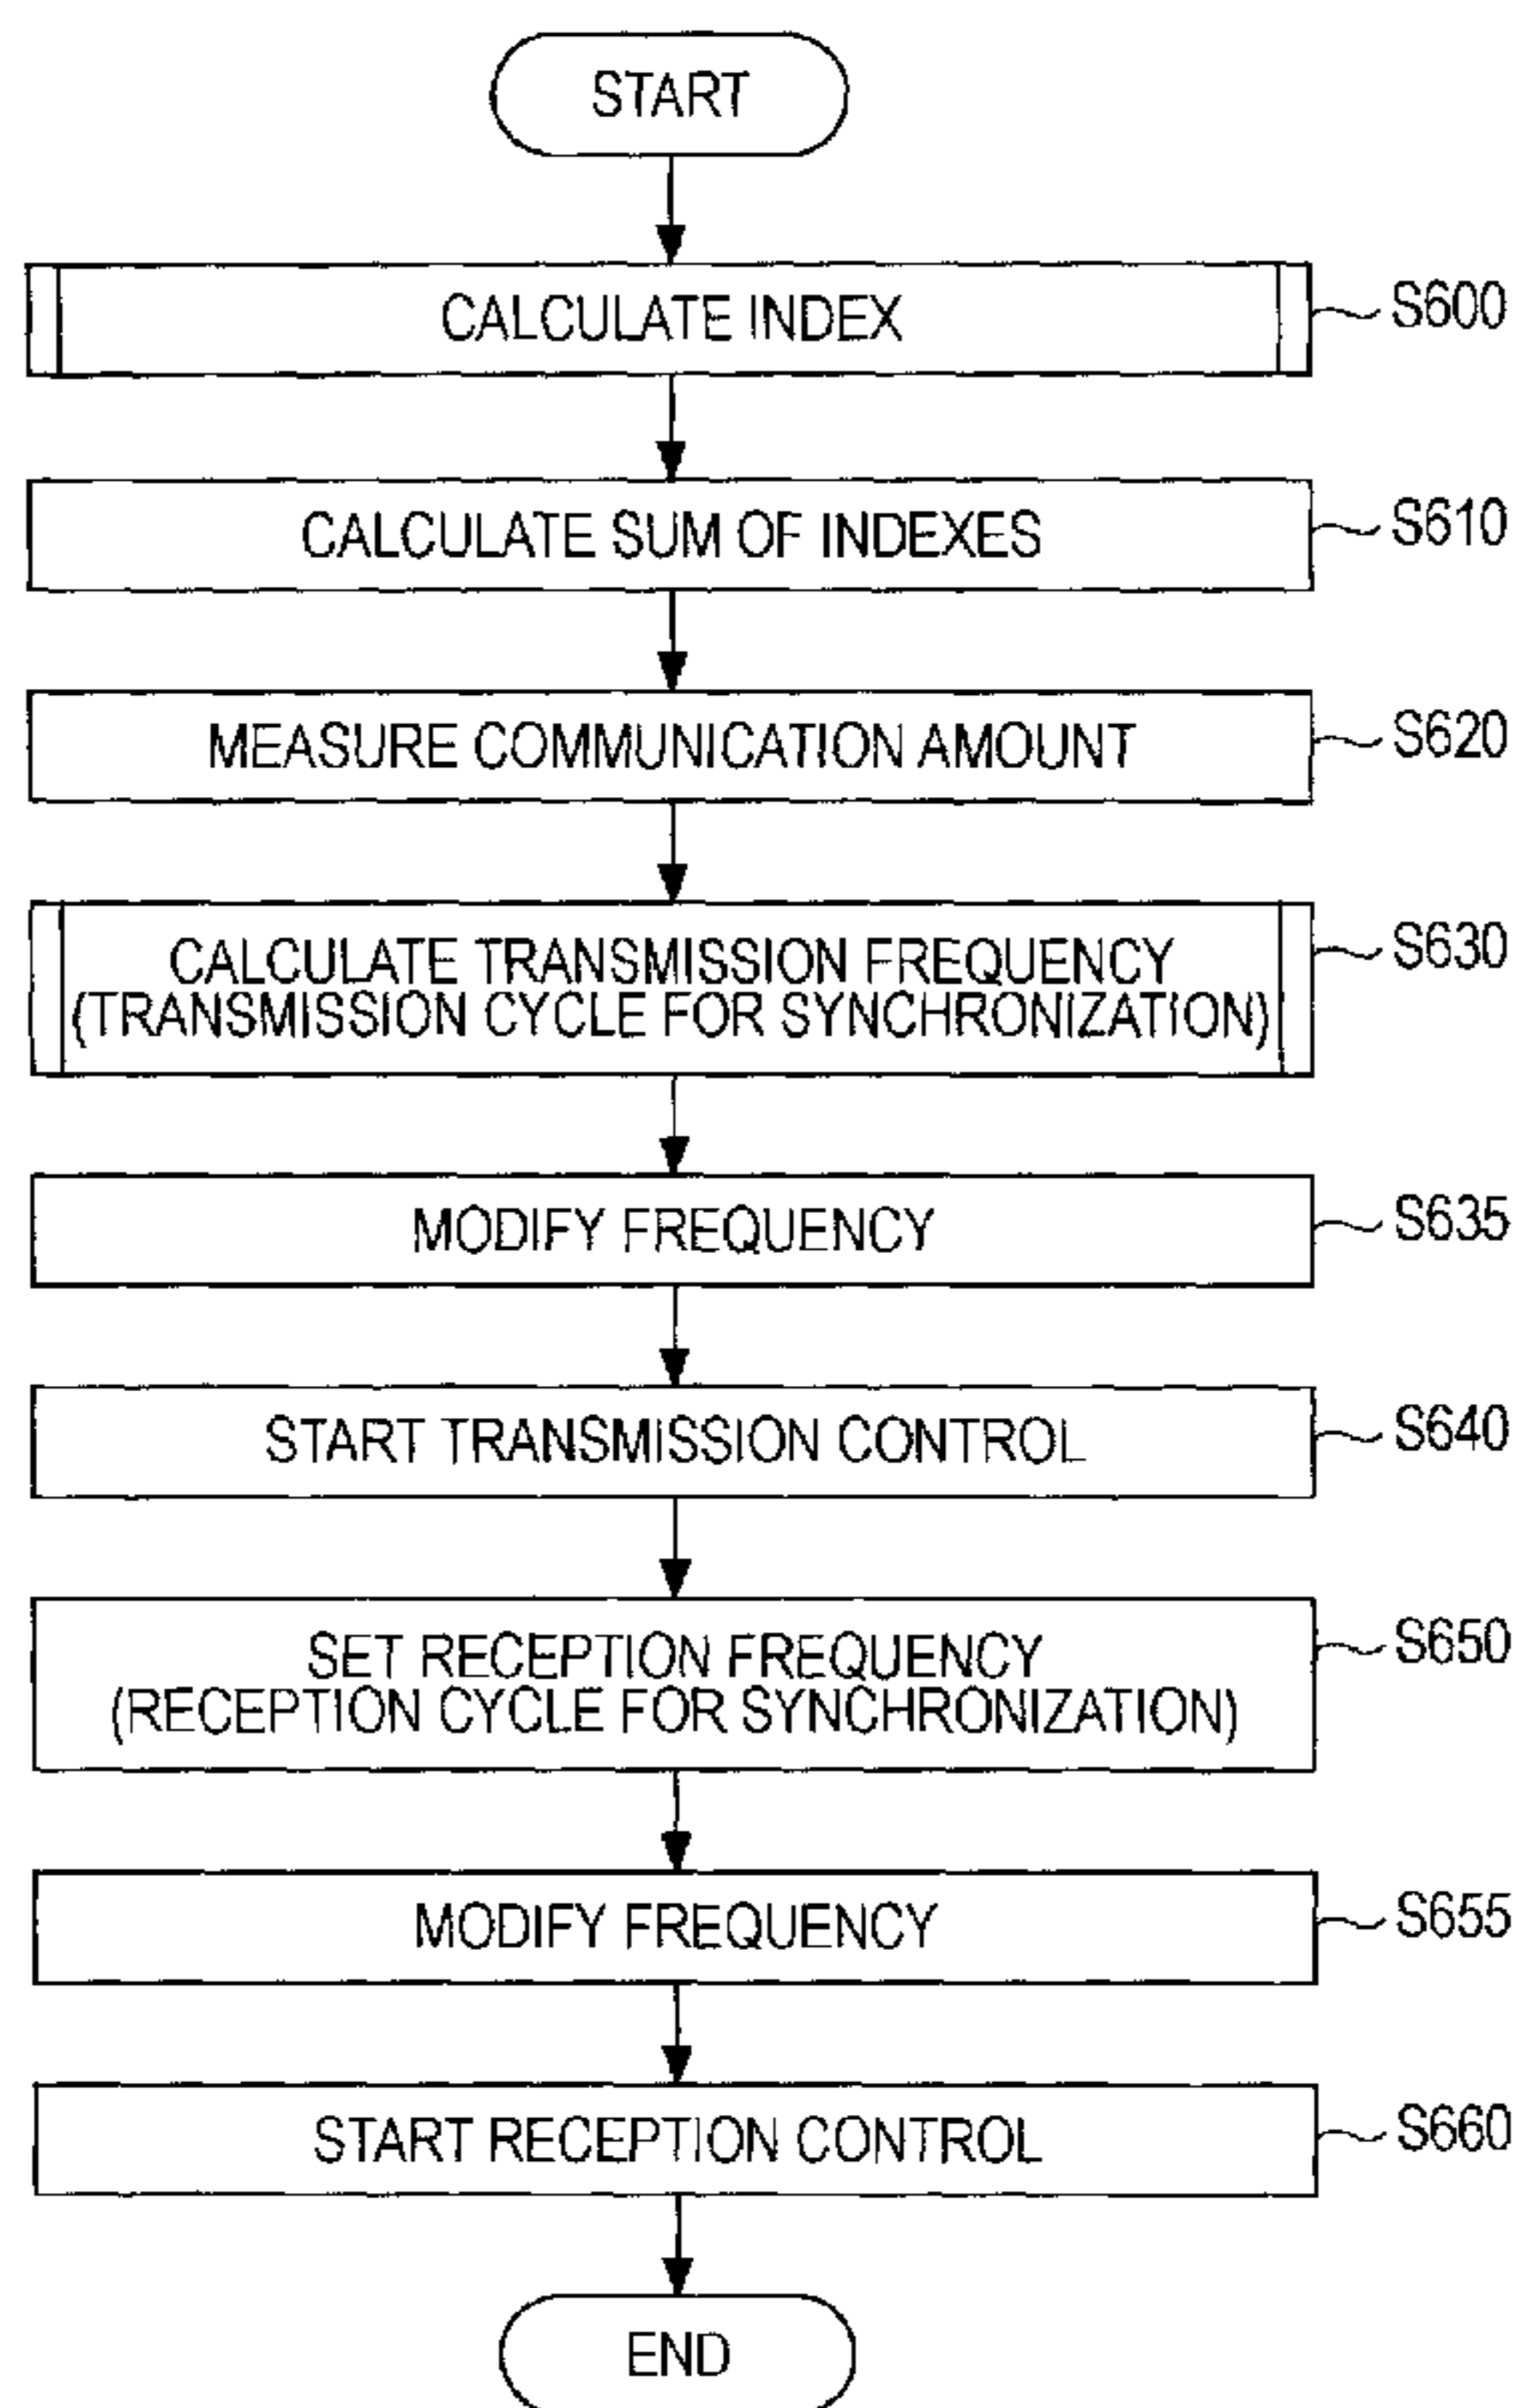 START
CALCULATE INDEX
S600
CALCULATE SUM OF INDEXES
S610
MEASURE COMMUNICATION AMOUNT
S620
CALCULATE TRANSMISSION FREQUENCY
(TRANSMISSION CYCLE FOR SYNCHRONIZATION)
S630
MODIFY FREQUENCY
S635
START TRANSMISSION CONTROL
S640
SET RECEPTION FREQUENCY
(RECEPTION CYCLE FOR SYNCHRONIZATION)
S650
MODIFY FREQUENCY
S655
START RECEPTION CONTROL
S660
END